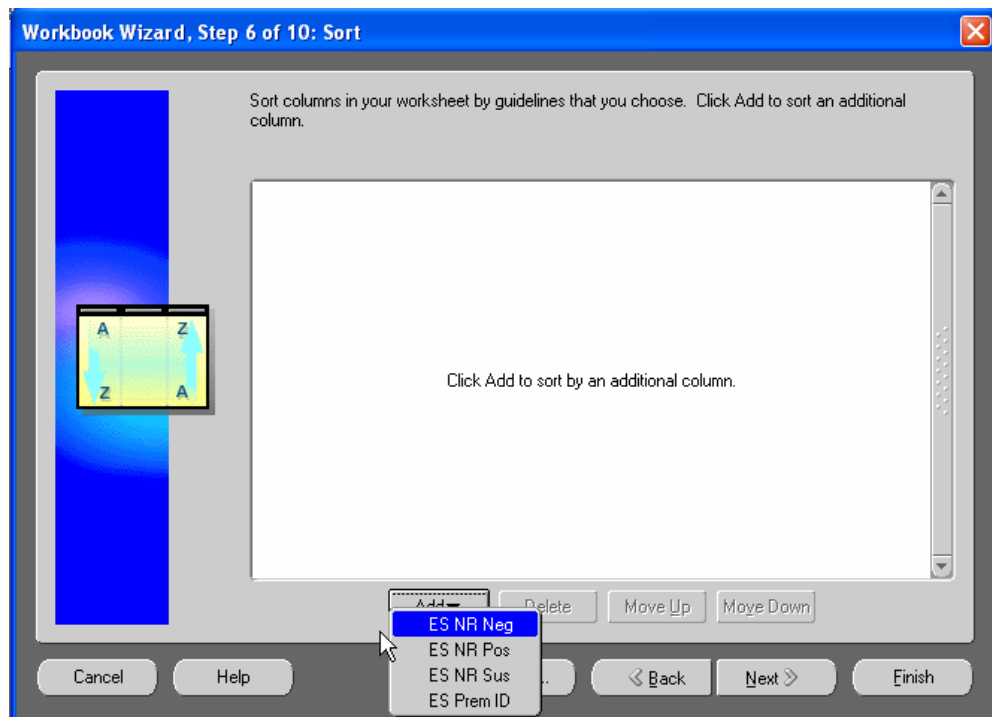 Workbook Wizard, Step 6 of 10: Sort
Sort columns in your worksheet by guidelines that you choose. Click Add to sort an additional
column.
A Z
Z A
Click Add to sort by an additional column.
Add Delete Move Up Move Down
ES NR Neg
ES NR Pos
ES NR Sus
ES Prem ID
Cancel Help .. Back Next Finish